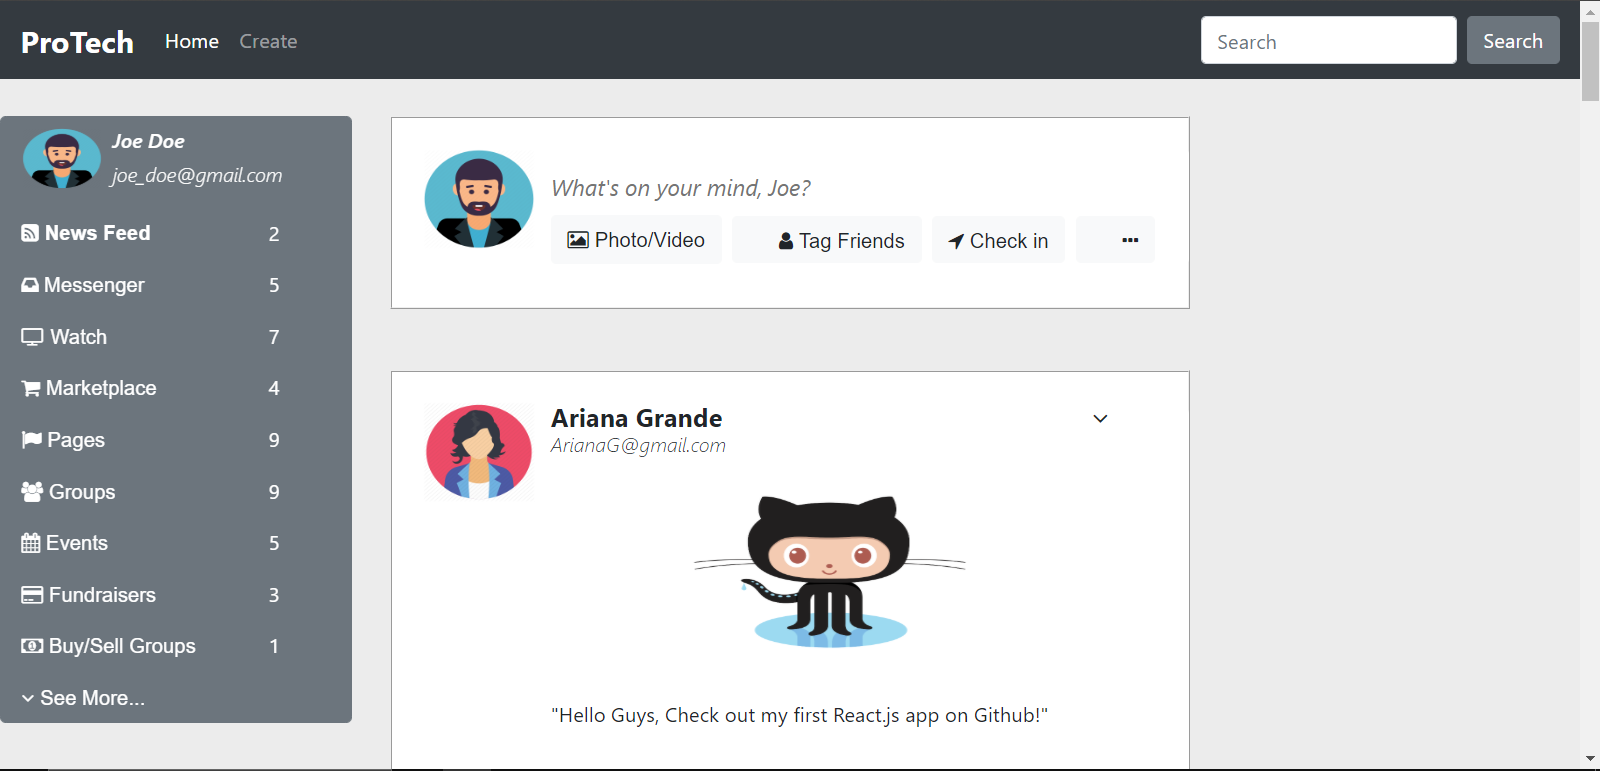 ProTech Home Create Search Search
Joe Doe
joe_doe@gmail.com
News Feed 2
Messenger 5
Watch 7
Marketplace 4
Pages 9
Groups 9
Events 5
Fundraisers 3
Buy/Sell Groups 1
See More...
What's on your mind, Joe?
Photo/Video Tag Friends Check in ...
Ariana Grande
ArianaG@gmail.com
"Hello Guys, Check out my first React.js app on Github!"